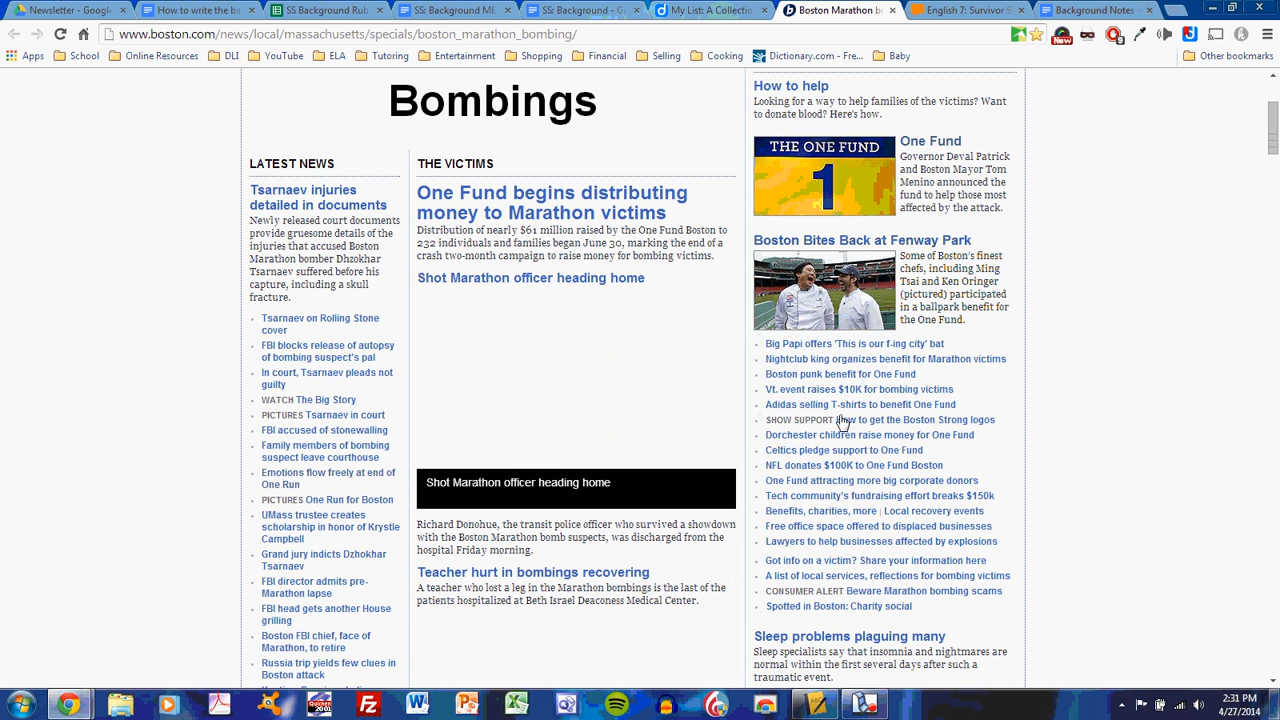 Newsletter - Google
How to write the bo
SS Background Rub
SS: Background ME
SS: Background - Go
My List: A Collectio
Boston Marathon b
English 7: Survivor S
Background Notes
www.boston.com/news/local/massachusetts/specials/boston_marathon_bombing/
New
Apps
School
Online Resources
DLI
YouTube
ELA
Tutoring
Entertainment
Shopping
Financial
Selling
Cooking
Dictionary.com - Fre...
Baby
Other bookmarks
Bombings
LATEST NEWS
Tsarnaev injuries
detailed in documents
Newly released court documents
provide gruesome details of the
injuries that accused Boston
Marathon bomber Dhozkhar
Tsarnaev suffered before his
capture, including a skull
fracture.
Tsarnaev on Rolling Stone
cover
FBI blocks release of autopsy
of bombing suspect's pal
In court, Tsarnaev pleads not
guilty
WATCH The Big Story
PICTURES Tsarnaev in court
FBI accused of stonewalling
Family members of bombing
suspect leave courthouse
Emotions flow freely at end of
One Run
PICTURES One Run for Boston
UMass trustee creates
scholarship in honor of Krystle
Campbell
Grand jury indicts Dzhokhar
Tsarnaev
FBI director admits pre-
Marathon lapse
FBI head gets another House
grilling
Boston FBI chief, face of
Marathon, to retire
Russia trip yields few clues in
Boston attack
THE VICTIMS
One Fund begins distributing
money to Marathon victims
Distribution of nearly $61 million raised by the One Fund Boston to
232 individuals and families began June 30, marking the end of a
crash two-month campaign to raise money for bombing victims.
Shot Marathon officer heading home
Shot Marathon officer heading home
Richard Donohue, the transit police officer who survived a showdown
with the Boston Marathon bomb suspects, was discharged from the
hospital Friday morning.
Teacher hurt in bombings recovering
A teacher who lost a leg in the Marathon bombings is the last of the
patients hospitalized at Beth Israel Deaconess Medical Center.
How to help
Looking for a way to help families of the victims? Want
to donate blood? Here's how.
THE ONE FUND
1
One Fund
Governor Deval Patrick
and Boston Mayor Tom
Menino announced the
fund to help those most
affected by the attack.
Boston Bites Back at Fenway Park
Some of Boston's finest
chefs, including Ming
Tsai and Ken Oringer
(pictured) participated
in a ballpark benefit for
the One Fund.
Big Papi offers 'This is our f-ing city' bat
Nightclub king organizes benefit for Marathon victims
Boston punk benefit for One Fund
Vt. event raises $10K for bombing victims
Adidas selling T-shirts to benefit One Fund
SHOW SUPPORT How to get the Boston Strong logos
Dorchester children raise money for One Fund
Celtics pledge support to One Fund
NFL donates $100K to One Fund Boston
One Fund attracting more big corporate donors
Tech community's fundraising effort breaks $150k
Benefits, charities, more | Local recovery events
Free office space offered to displaced businesses
Lawyers to help businesses affected by explosions
Got info on a victim? Share your information here
A list of local services, reflections for bombing victims
CONSUMER ALERT Beware Marathon bombing scams
Spotted in Boston: Charity social
Sleep problems plaguing many
Sleep specialists say that insomnia and nightmares are
normal within the first several days after such a
traumatic event.
2:31 PM
4/27/2014